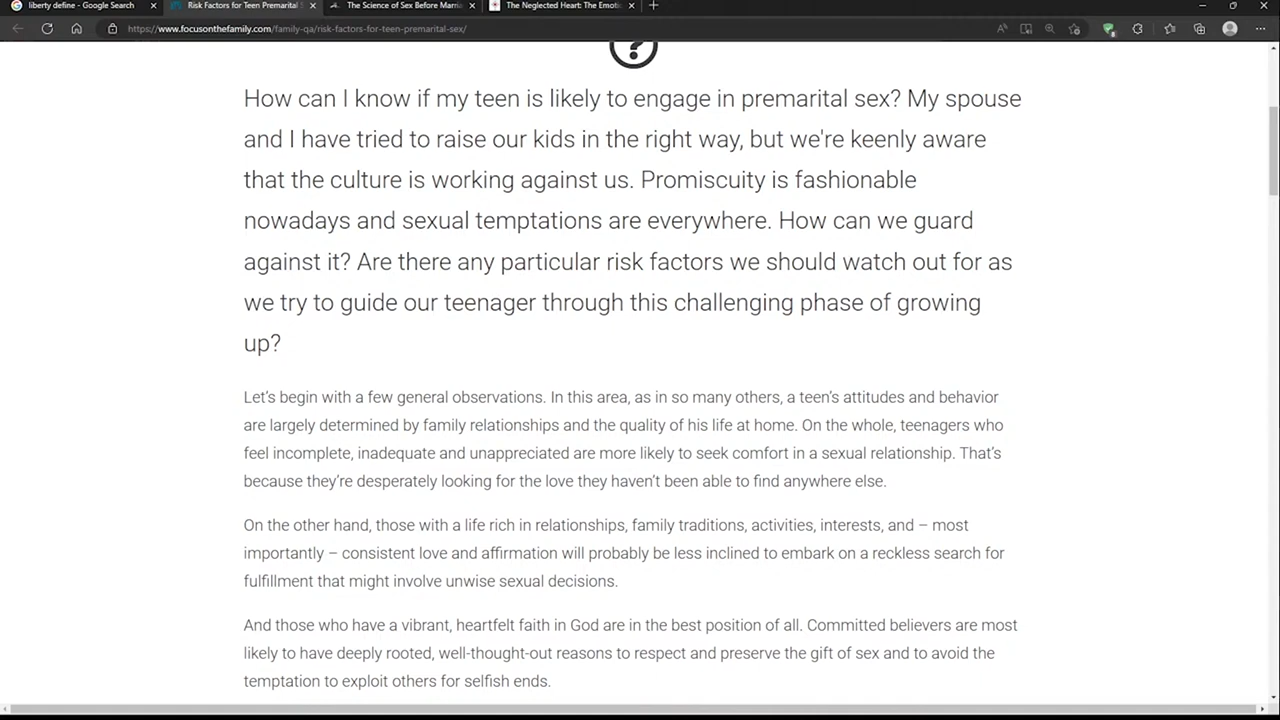 liberty define - Google Search
Risk Factors for Teen Premarital S
The Science of Sex Before Marria
The Neglected Heart: The Emoti
https://www.focusonthefamily.com/family-qa/risk-factors-for-teen-premarital-sex/
How can I know if my teen is likely to engage in premarital sex? My spouse
and I have tried to raise our kids in the right way, but we're keenly aware
that the culture is working against us. Promiscuity is fashionable
nowadays and sexual temptations are everywhere. How can we guard
against it? Are there any particular risk factors we should watch out for as
we try to guide our teenager through this challenging phase of growing
up?
Let's begin with a few general observations. In this area, as in so many others, a teen's attitudes and behavior
are largely determined by family relationships and the quality of his life at home. On the whole, teenagers who
feel incomplete, inadequate and unappreciated are more likely to seek comfort in a sexual relationship. That's
because they're desperately looking for the love they haven't been able to find anywhere else.
On the other hand, those with a life rich in relationships, family traditions, activities, interests, and – most
importantly – consistent love and affirmation will probably be less inclined to embark on a reckless search for
fulfillment that might involve unwise sexual decisions.
And those who have a vibrant, heartfelt faith in God are in the best position of all. Committed believers are most
likely to have deeply rooted, well-thought-out reasons to respect and preserve the gift of sex and to avoid the
temptation to exploit others for selfish ends.